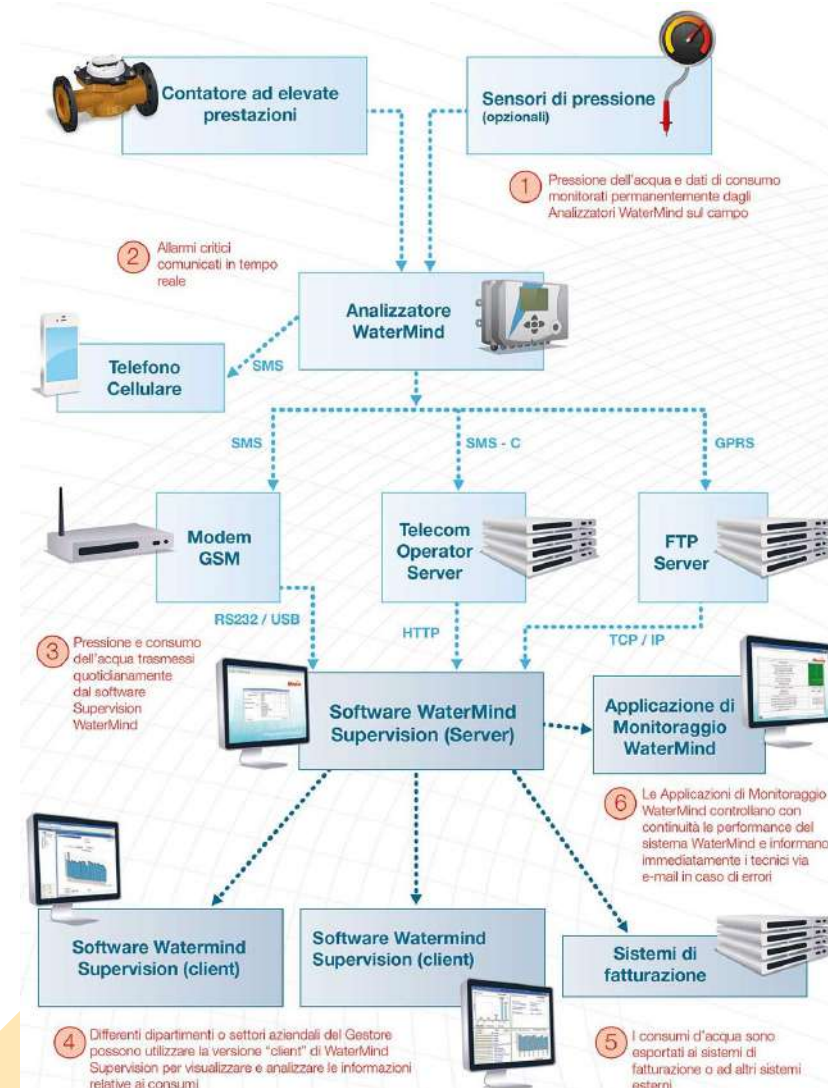 Contatore ad elevate
prestazioni
Sensori di pressione
(opzionali)
1
Pressione dell'acqua e dati di consumo
monitorati permanentemente dagli
Analizzatori WaterMind sul campo
2
Allarmi critici
comunicati in tempo
reale
Analizzatore
WaterMind
Telefono
Cellulare
SMS
SMS
SMS - C
GPRS
Modem
GSM
Telecom
Operator
Server
FTP
Server
RS232 / USB
HTTP
TCP / IP
3
Pressione e consumo
dell'acqua trasmessi
quotidianamente
dal software
Supervision
WaterMind
Software WaterMind
Supervision (Server)
Applicazione di
Monitoraggio
WaterMind
6
Le Applicazioni di Monitoraggio
WaterMind controllano con
continuità le performance del
sistema WaterMind e informano
immediatamente i tecnici via
e-mail in caso di errori
Software Watermind
Supervision (client)
Software Watermind
Supervision (client)
Sistemi di
fatturazione
4
Differenti dipartimenti o settori aziendali del Gestore
possono utilizzare la versione "client" di WaterMind
Supervision per visualizzare e analizzare le informazioni
relative ai consumi
5
I consumi d'acqua sono
esportati ai sistemi di
fatturazione o ad altri sistemi
esterni